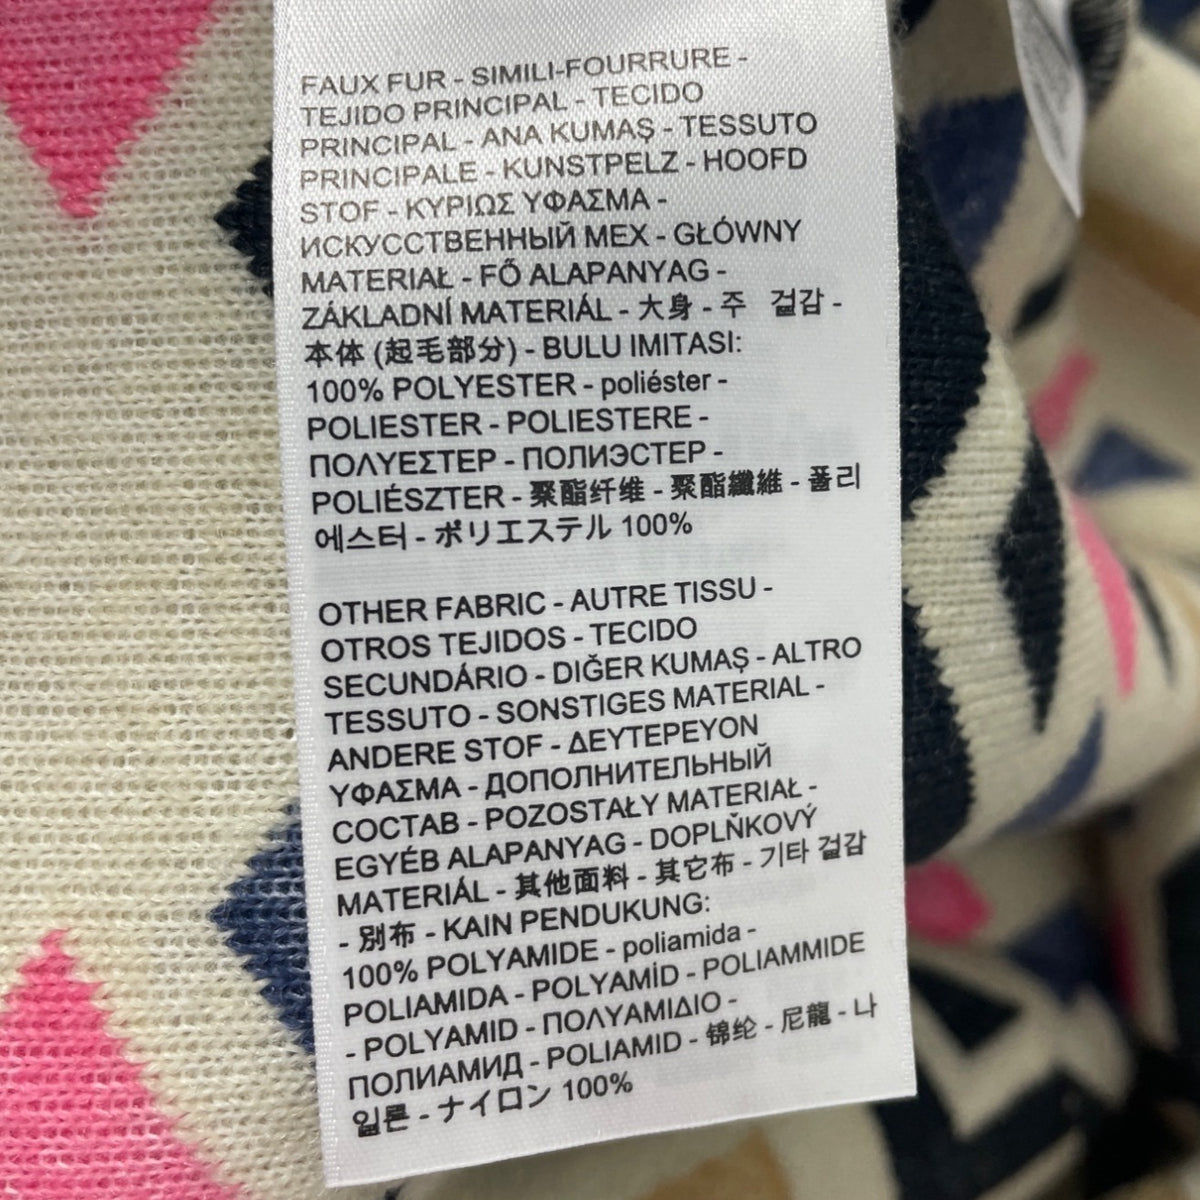 FAUX FUR - SIMILI-FOURRURE -
TEJIDO PRINCIPAL - TECIDO
PRINCIPAL - ANA KUMAŞ - TESSUTO
PRINCIPALE - KUNSTPELZ - HOOFD
STOF - ΚΥΡΙΩΣ ΥΦΑΣΜΑ -
ИСКУССТВЕННЫЙ МЕХ - GŁÓWNY
MATERIAŁ - FŐ ALAPANYAG -
ZÁKLADNÍ MATERIÁL - 大身 - 주 겉감 -
本体 (起毛部分) - BULU IMITASI:
100% POLYESTER - poliéster -
POLIESTER - POLIESTERE -
ΠΟΛΥΕΣΤΕΡ - ПОЛИЭСТЕР -
POLIÉSZTER - 聚酯纤维 - 聚酯纖維 - 폴리
에스터 - ポリエステル 100%
OTHER FABRIC - AUTRE TISSU -
OTROS TEJIDOS - TECIDO
SECUNDÁRIO - DIĞER KUMAŞ - ALTRO
TESSUTO - SONSTIGES MATERIAL -
ANDERE STOF - ΔΕΥΤΕΡΕΥΟΝ
ΥΦΑΣΜΑ - ДОПОЛНИТЕЛЬНЫЙ
СОСТАВ - POZOSTAŁY MATERIAŁ -
EGYÉB ALAPANYAG - DOPLŇKOVÝ
MATERIÁL - 其他面料 - 其它布 - 기타 겉감
- 別布 - KAIN PENDUKUNG:
100% POLYAMIDE - poliamida -
POLIAMIDA - POLYAMİD - POLIAMMIDE
- POLYAMID - ΠΟΛΥΑΜΙΔΙΟ -
ПОЛИАМИД - POLIAMID - 锦纶 - 尼龍 - 나
일론 - ナイロン 100%